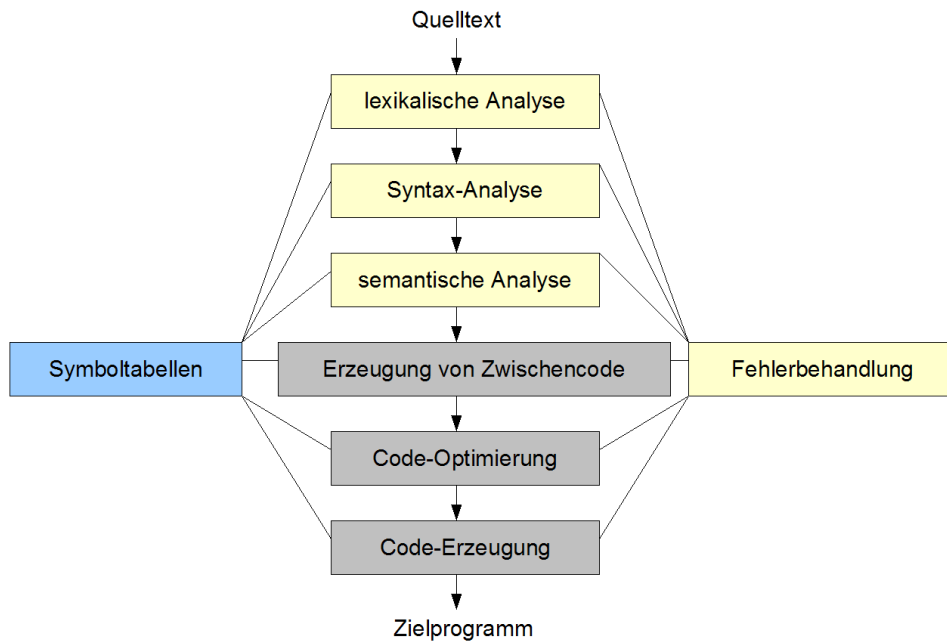 Quelltext
lexikalische Analyse
Syntax-Analyse
semantische Analyse
Symboltabellen
Erzeugung von Zwischencode
Fehlerbehandlung
Code-Optimierung
Code-Erzeugung
Zielprogramm